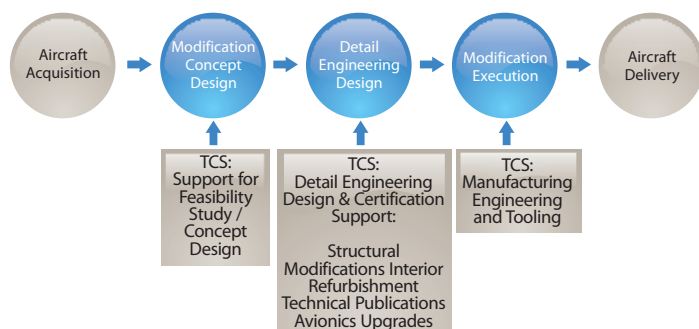 Aircraft
Acquisition
Modification
Concept
Design
Detail
Engineering
Design
Modification
Execution
Aircraft
Delivery
TCS:
Support for
Feasibility
Study /
Concept
Design
TCS:
Detail Engineering
Design & Certification
Support:
Structural
Modifications Interior
Refurbishment
Technical Publications
Avionics Upgrades
TCS:
Manufacturing
Engineering
and Tooling